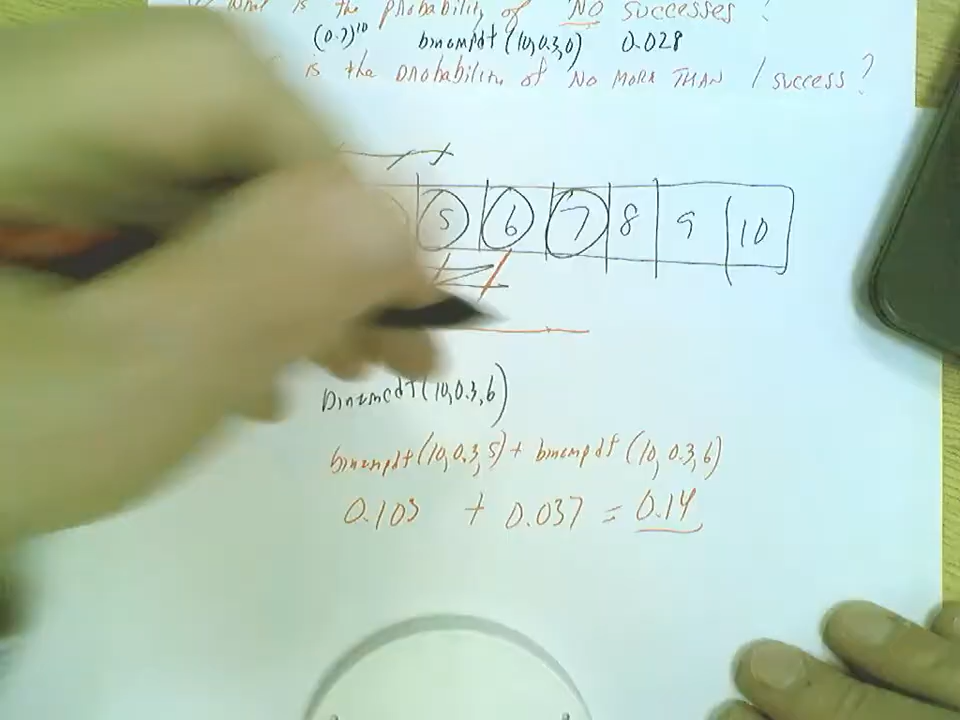 What is the probability of NO successes ?
(0.7)^10 binompdf (10,0.3,0) 0.028
is the probability of NO MORE THAN 1 success ?
5 6 7 8 9 10
binomcdf (10,0.3,6)
binompdf (10,0.3,5) + binompdf (10, 0.3,6)
0.103 + 0.037 = 0.14